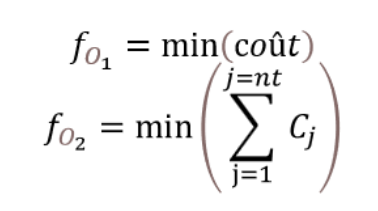 f_{O_1} = min(coût)
f_{O_2} = min(∑_{j=1}^{j=nt} C_j)